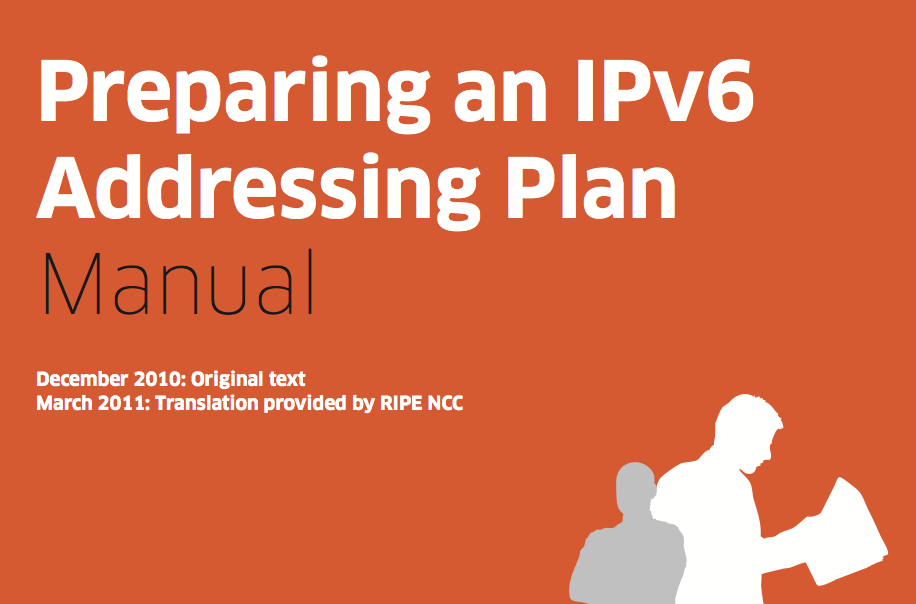 Preparing an IPv6
Addressing Plan
Manual
December 2010: Original text
March 2011: Translation provided by RIPE NCC